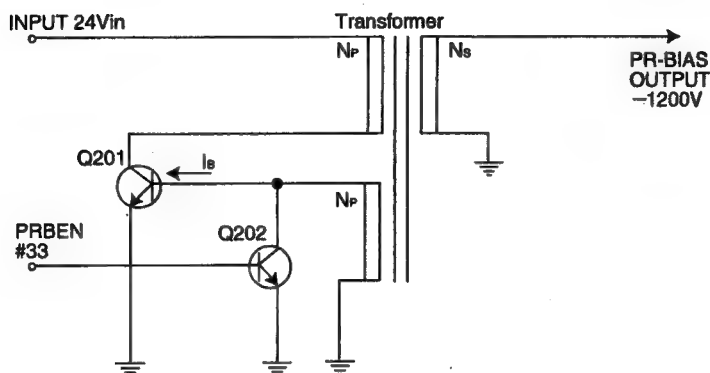 INPUT 24Vin
Transformer
NP
NS
PR-BIAS
OUTPUT
−1200V
Q201
IB
NP
Q202
PRBEN
#33